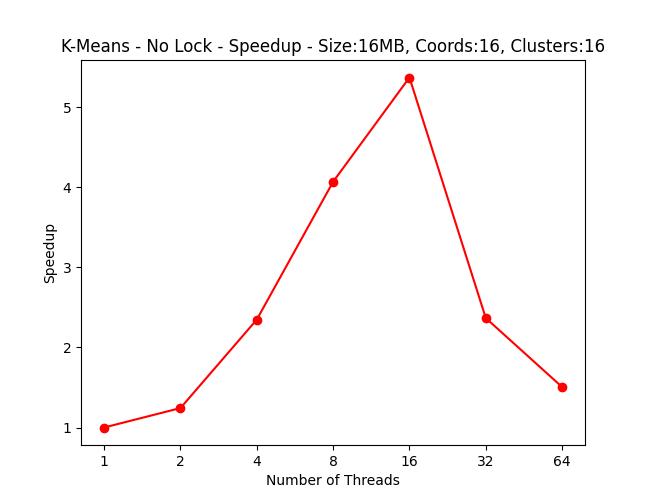 K-Means - No Lock - Speedup - Size:16MB, Coords:16, Clusters:16
5
4
3
2
1
Speedup
1 2 4 8 16 32 64
Number of Threads